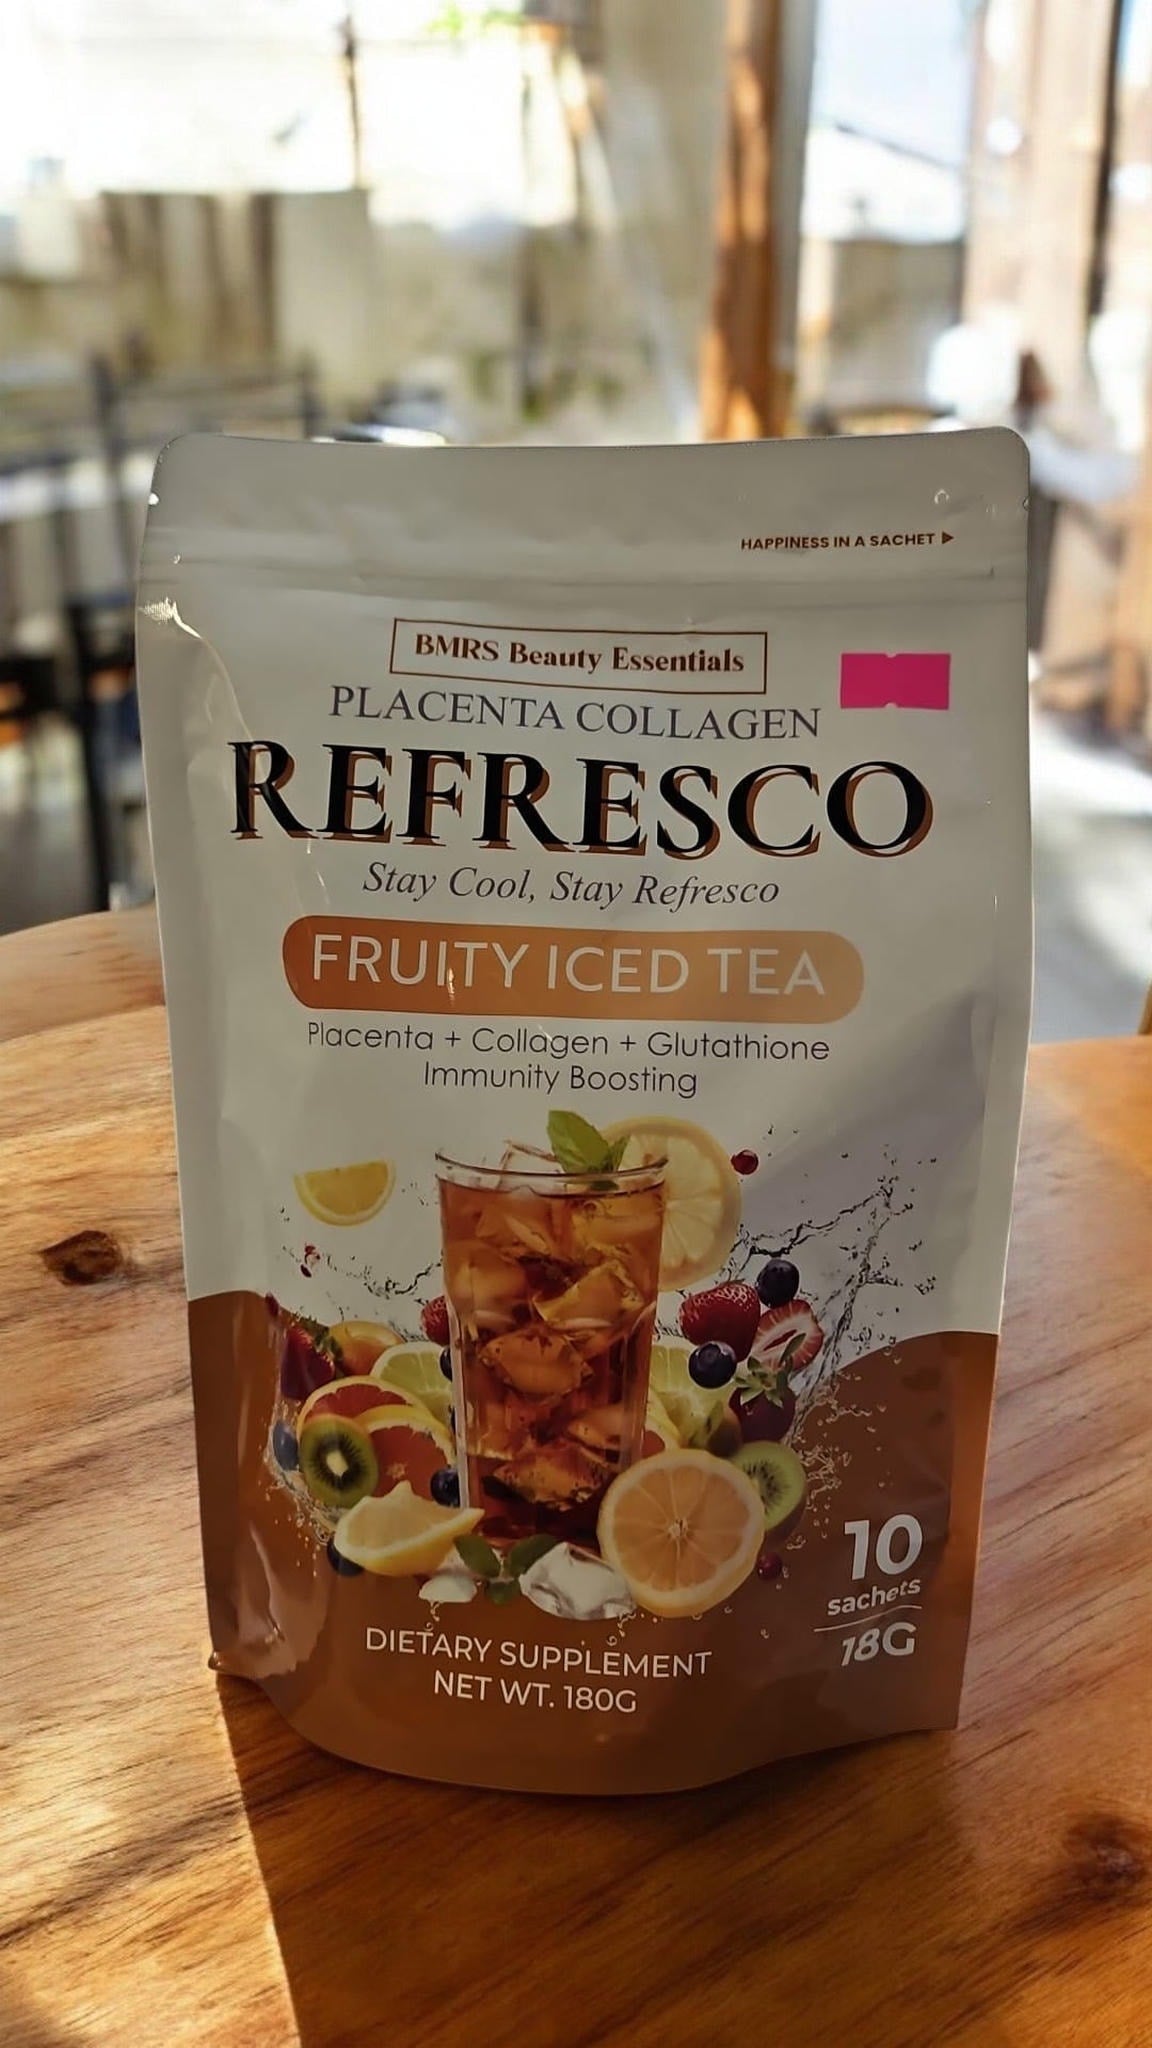 HAPPINESS IN A SACHET
BMRS Beauty Essentials
PLACENTA COLLAGEN
REFRESCO
Stay Cool, Stay Refresco
FRUITY ICED TEA
Placenta + Collagen + Glutathione
Immunity Boosting
10
sachets
18G
DIETARY SUPPLEMENT
NET WT. 180G